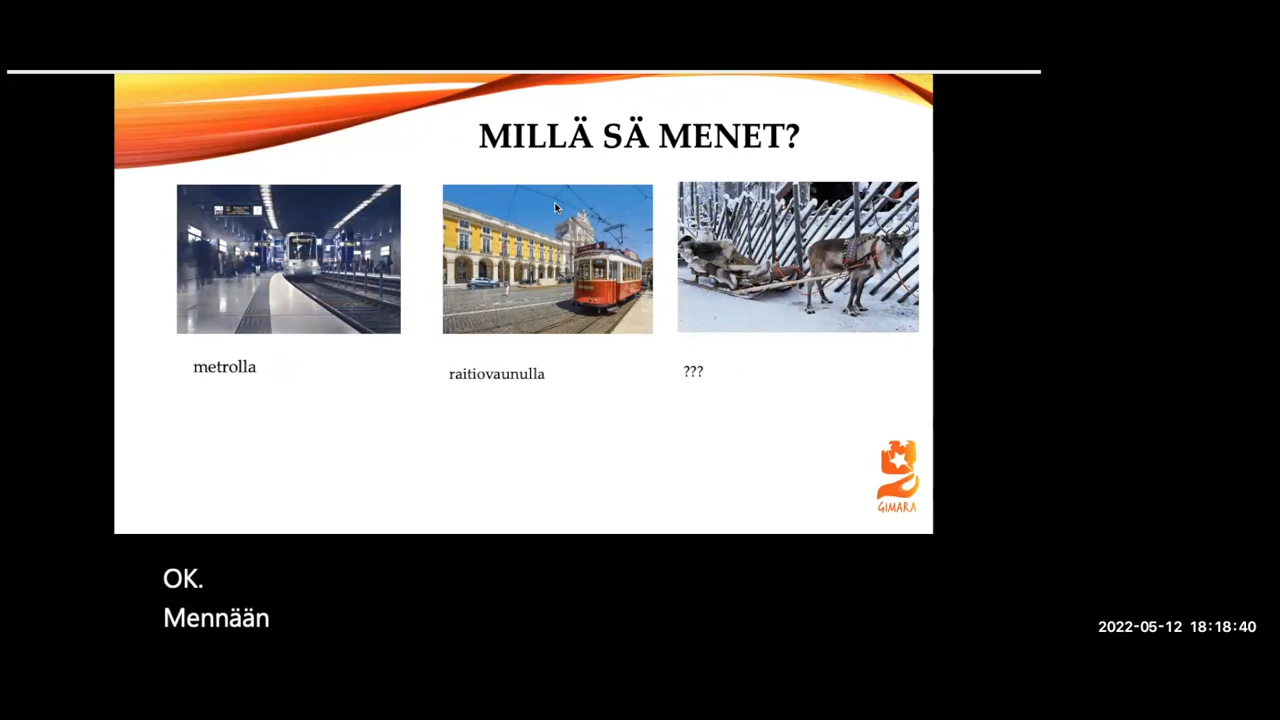 MILLÄ SÄ MENET?
metrolla
raitiovaunulla
???
GIMARA
OK.
Mennään
2022-05-12 18:18:40